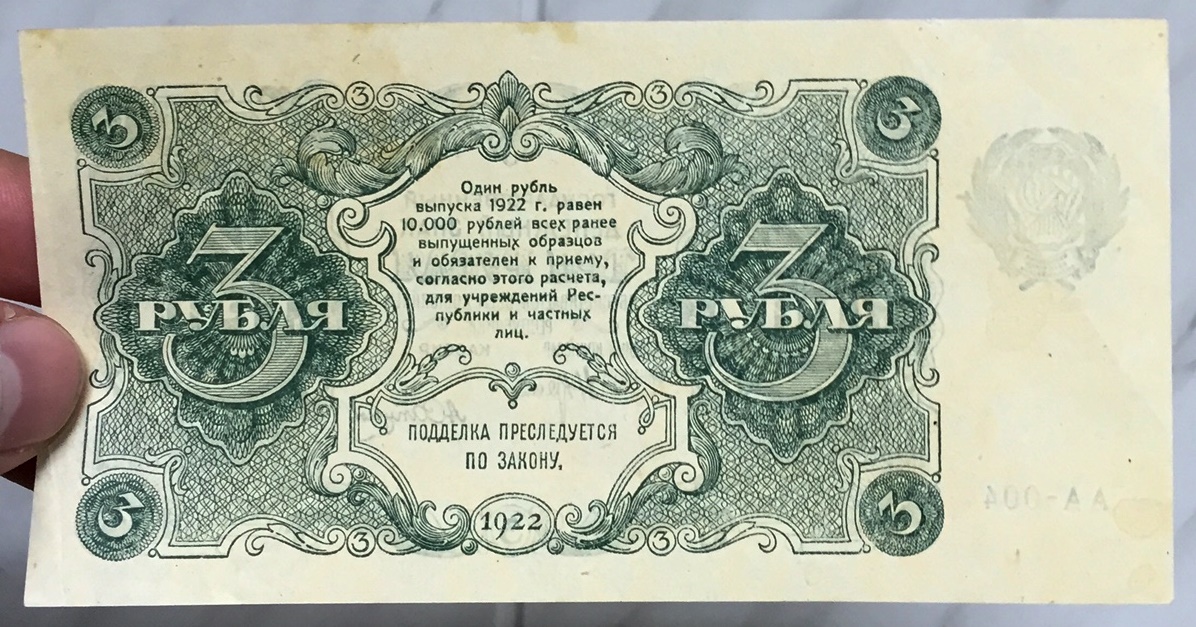 3 3 3 3
Один рубль
выпуска 1922 г. равен
10,000 рублей всех ранее
выпущенных образцов
и обязателен к приему,
согласно этого расчета,
для учреждений Рес-
публики и частных
лиц.
3 3
РУБЛЯ РУБЛЯ
ПОДДЕЛКА ПРЕСЛЕДУЕТСЯ
ПО ЗАКОНУ.
АА-004
3 1922 3
3 3